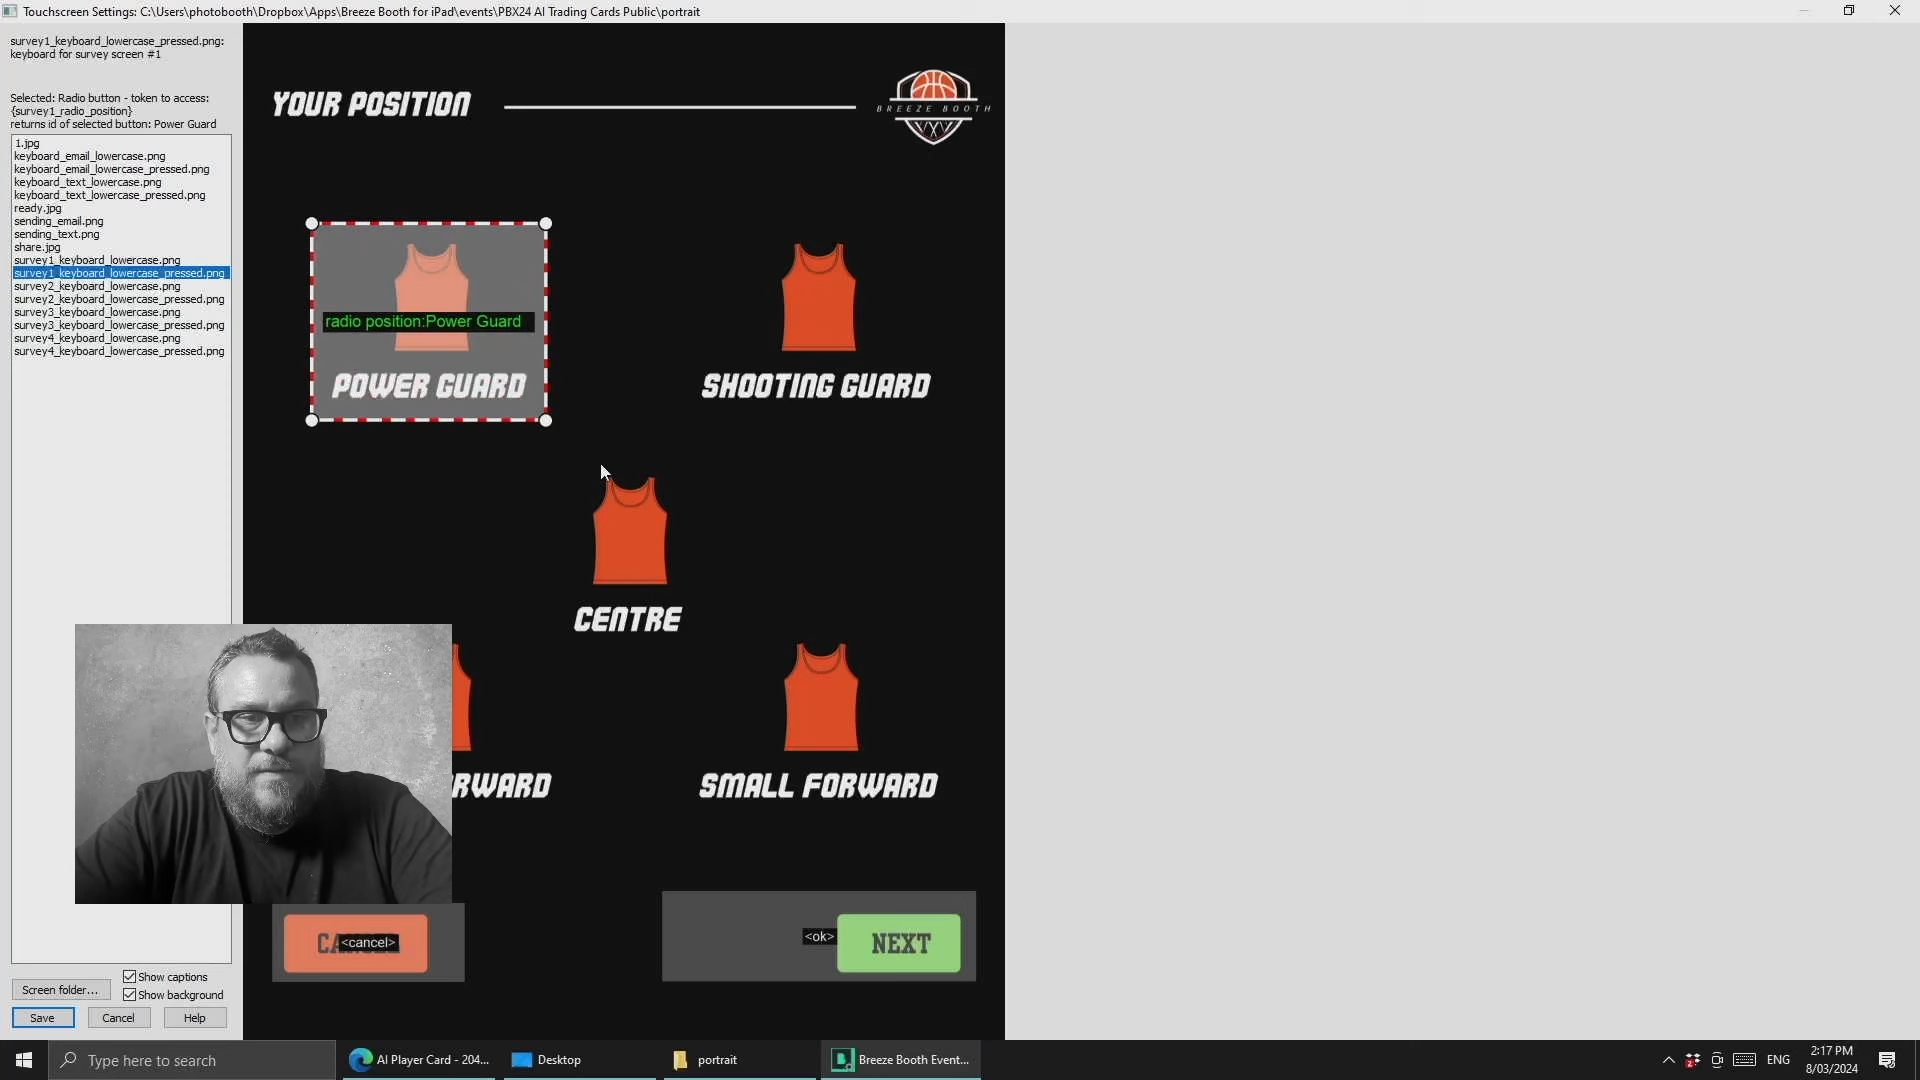 Touchscreen Settings: C:\Users\photobooth\Dropbox\Apps\Breeze Booth for iPad\events\PBX24 AI Trading Cards Public\portrait
survey1_keyboard_lowercase_pressed.png:
keyboard for survey screen #1
Selected: Radio button - token to access:
{survey1_radio_position}
returns id of selected button: Power Guard
1.jpg
keyboard_email_lowercase.png
keyboard_email_lowercase_pressed.png
keyboard_text_lowercase.png
keyboard_text_lowercase_pressed.png
ready.jpg
sending_email.png
sending_text.png
share.jpg
survey1_keyboard_lowercase.png
survey1_keyboard_lowercase_pressed.png
survey2_keyboard_lowercase.png
survey2_keyboard_lowercase_pressed.png
survey3_keyboard_lowercase.png
survey3_keyboard_lowercase_pressed.png
survey4_keyboard_lowercase.png
survey4_keyboard_lowercase_pressed.png
YOUR POSITION
BREEZE BOOTH
radio position:Power Guard
POWER GUARD
SHOOTING GUARD
CENTRE
RWARD
SMALL FORWARD
<cancel>
<ok>
NEXT
Show captions
Screen folder...
Show background
Save
Cancel
Help
Type here to search
AI Player Card - 204...
Desktop
portrait
Breeze Booth Event...
ENG
2:17 PM
8/03/2024